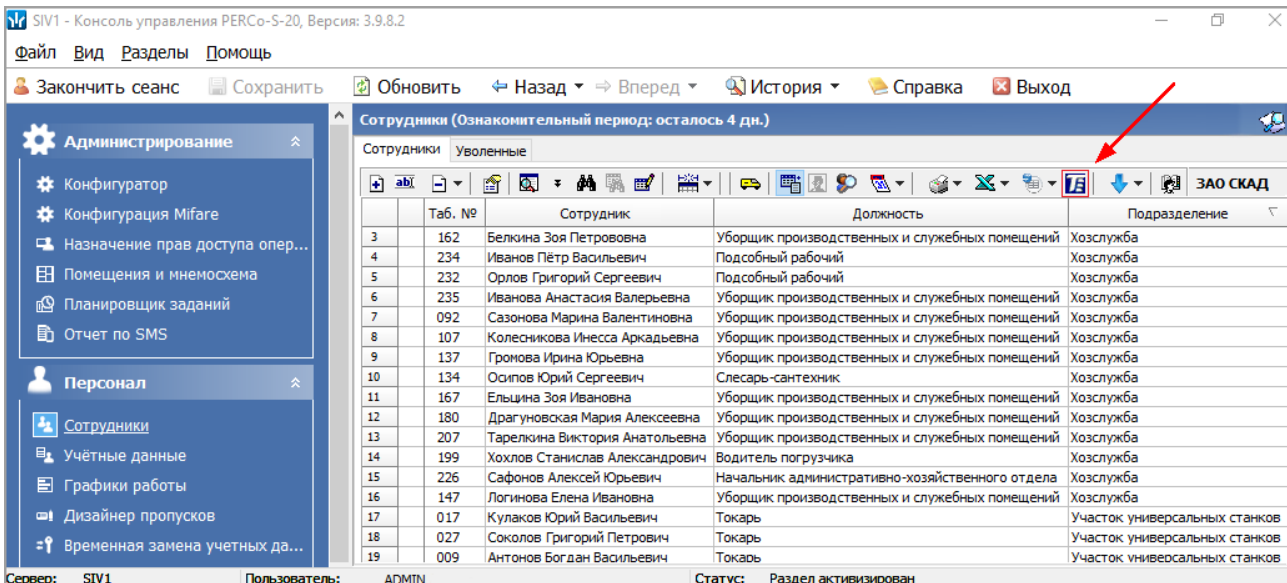 SIV1 - Консоль управления PERCo-S-20, Версия: 3.9.8.2
Файл Вид Разделы Помощь
Закончить сеанс Сохранить Обновить Назад Вперед История Справка Выход
Администрирование
Конфигуратор
Конфигурация Mifare
Назначение прав доступа опер...
Помещения и мнемосхема
Планировщик заданий
Отчет по SMS
Персонал
Сотрудники
Учётные данные
Графики работы
Дизайнер пропусков
Временная замена учетных да...
Сотрудники (Ознакомительный период: осталось 4 дн.)
Сотрудники Уволенные
ЗАО СКАД
Таб. № Сотрудник Должность Подразделение
3 162 Белкина Зоя Петрововна Уборщик производственных и служебных помещений Хозслужба
4 234 Иванов Пётр Васильевич Подсобный рабочий Хозслужба
5 232 Орлов Григорий Сергеевич Подсобный рабочий Хозслужба
6 235 Иванова Анастасия Валерьевна Уборщик производственных и служебных помещений Хозслужба
7 092 Сазонова Марина Валентиновна Уборщик производственных и служебных помещений Хозслужба
8 107 Колесникова Инесса Аркадьевна Уборщик производственных и служебных помещений Хозслужба
9 137 Громова Ирина Юрьевна Уборщик производственных и служебных помещений Хозслужба
10 134 Осипов Юрий Сергеевич Слесарь-сантехник Хозслужба
11 167 Ельцина Зоя Ивановна Уборщик производственных и служебных помещений Хозслужба
12 180 Драгуновская Мария Алексеевна Уборщик производственных и служебных помещений Хозслужба
13 207 Тарелкина Виктория Анатольевна Уборщик производственных и служебных помещений Хозслужба
14 199 Хохлов Станислав Александрович Водитель погрузчика Хозслужба
15 226 Сафонов Алексей Юрьевич Начальник административно-хозяйственного отдела Хозслужба
16 147 Логинова Елена Ивановна Уборщик производственных и служебных помещений Хозслужба
17 017 Кулаков Юрий Васильевич Токарь Участок универсальных станков
18 027 Соколов Григорий Петрович Токарь Участок универсальных станков
19 009 Антонов Богдан Васильевич Токарь Участок универсальных станков
Сервер: SIV1 Пользователь: ADMIN Статус: Раздел активизирован